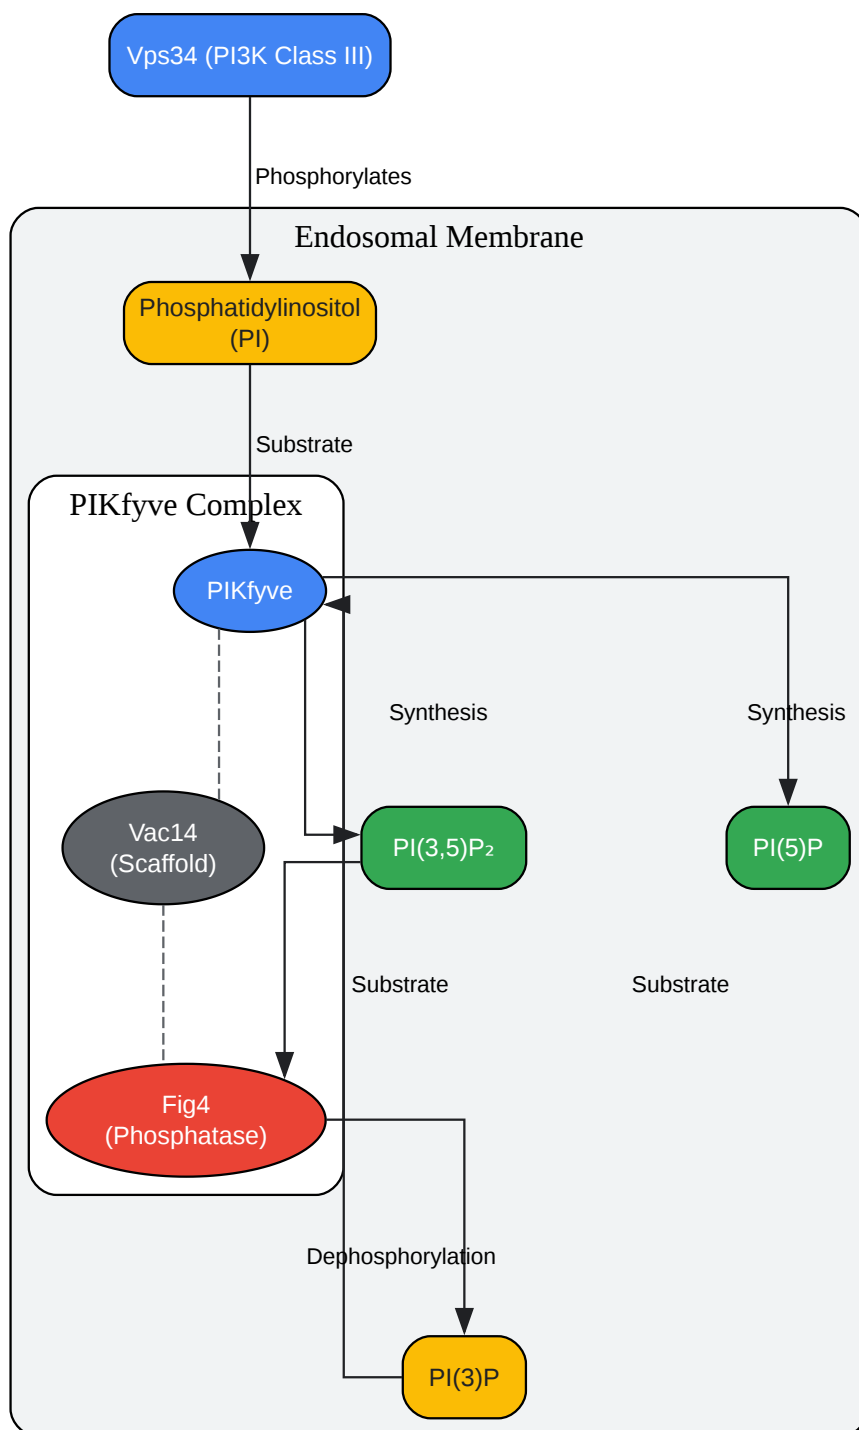 Vps34 (PI3K Class III)
Phosphorylates
Endosomal Membrane
Phosphatidylinositol
(PI)
Substrate
PIKfyve Complex
PIKfyve
Synthesis
Synthesis
Vac14
(Scaffold)
PI(3,5)P₂
PI(5)P
Substrate
Substrate
Fig4
(Phosphatase)
Dephosphorylation
PI(3)P